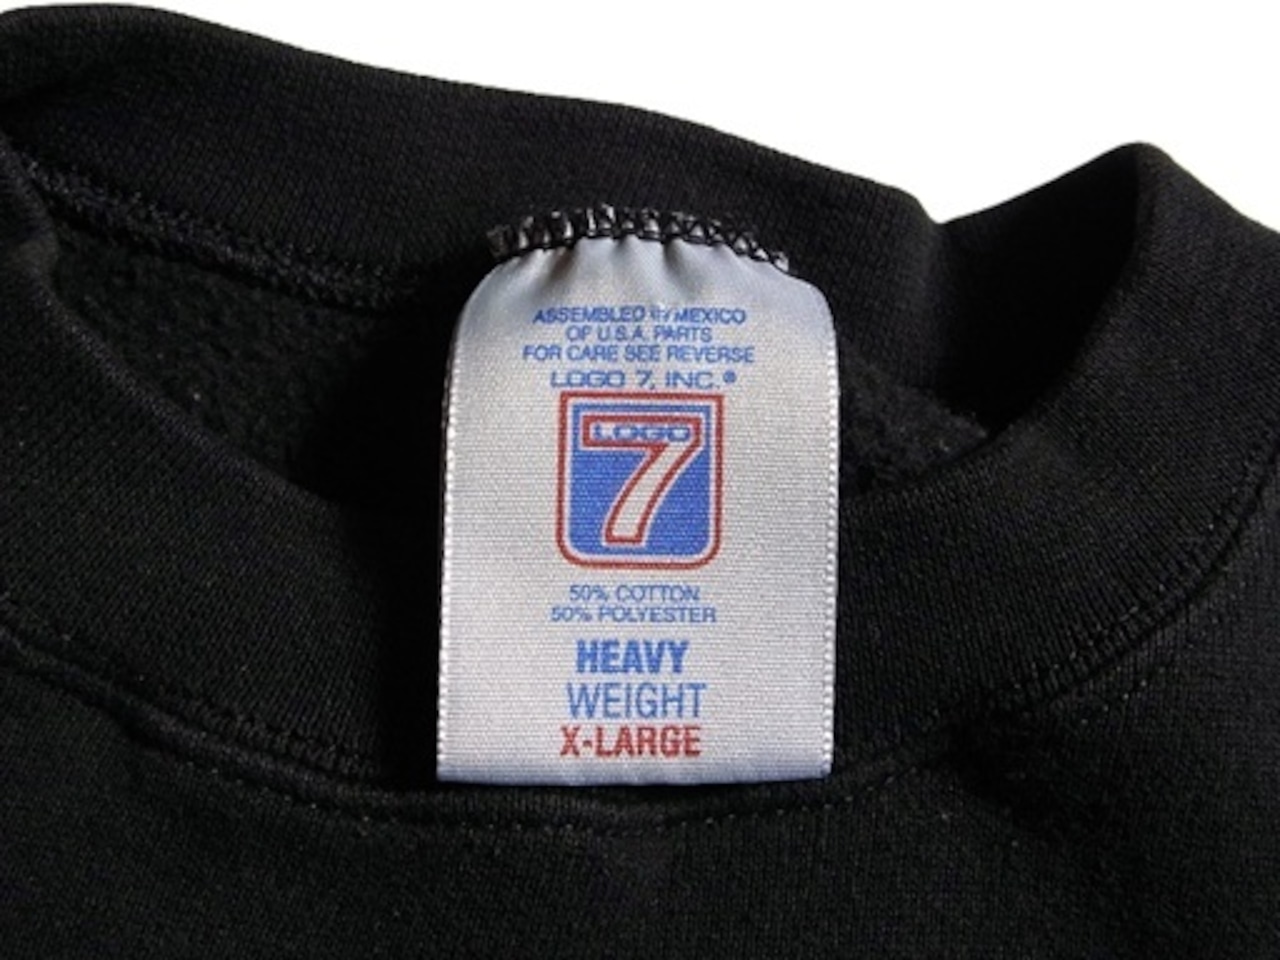 ASSEMBLED IN MEXICO
OF U.S.A. PARTS
FOR CARE SEE REVERSE
LOGO 7, INC.®
LOGO
7
50% COTTON
50% POLYESTER
HEAVY
WEIGHT
X-LARGE